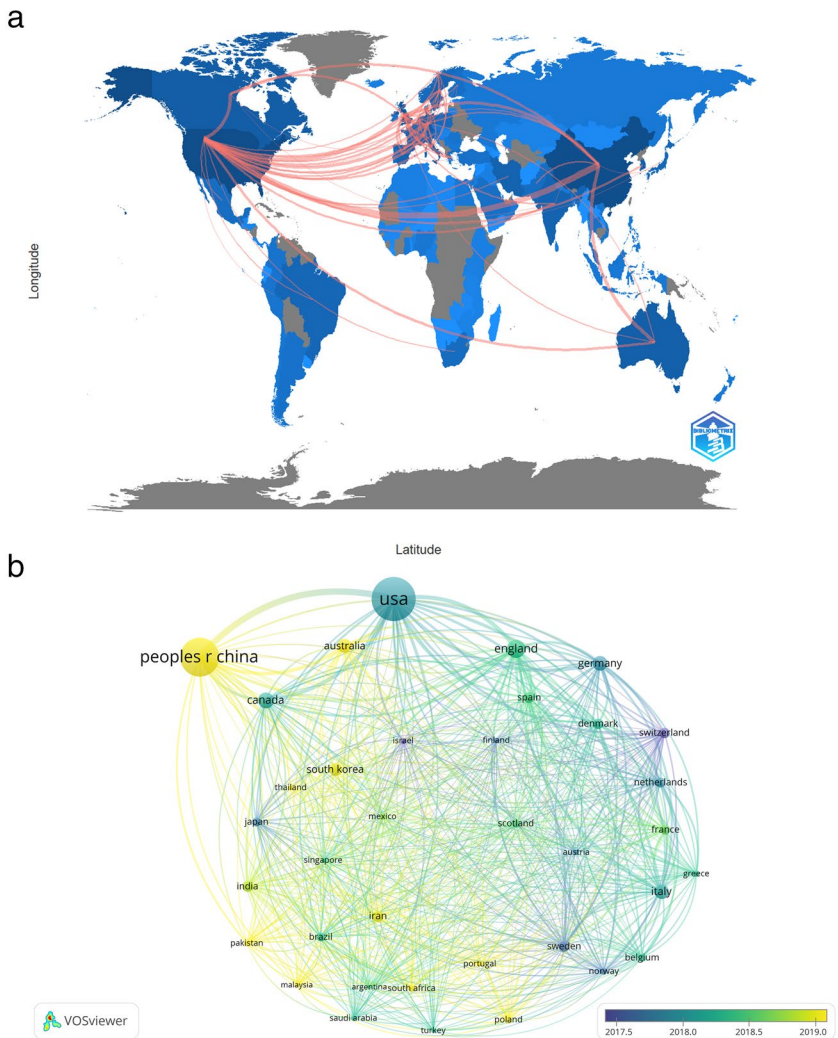 a
Longitude
BIBLIOMETRIX
Latitude
b
usa
peoples r china
australia
england
germany
canada
spain
denmark
switzerland
israel
finland
south korea
netherlands
thailand
japan
mexico
scotland
france
singapore
austria
greece
india
italy
iran
pakistan
brazil
sweden
belgium
portugal
norway
malaysia
argentina
south africa
saudi arabia
poland
turkey
VOSviewer
2017.5 2018.0 2018.5 2019.0